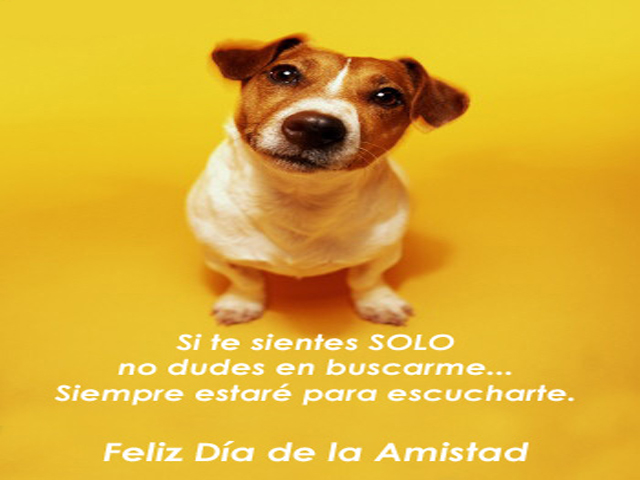 Si te sientes SOLO
no dudes en buscarme...
Siempre estaré para escucharte.
Feliz Día de la Amistad